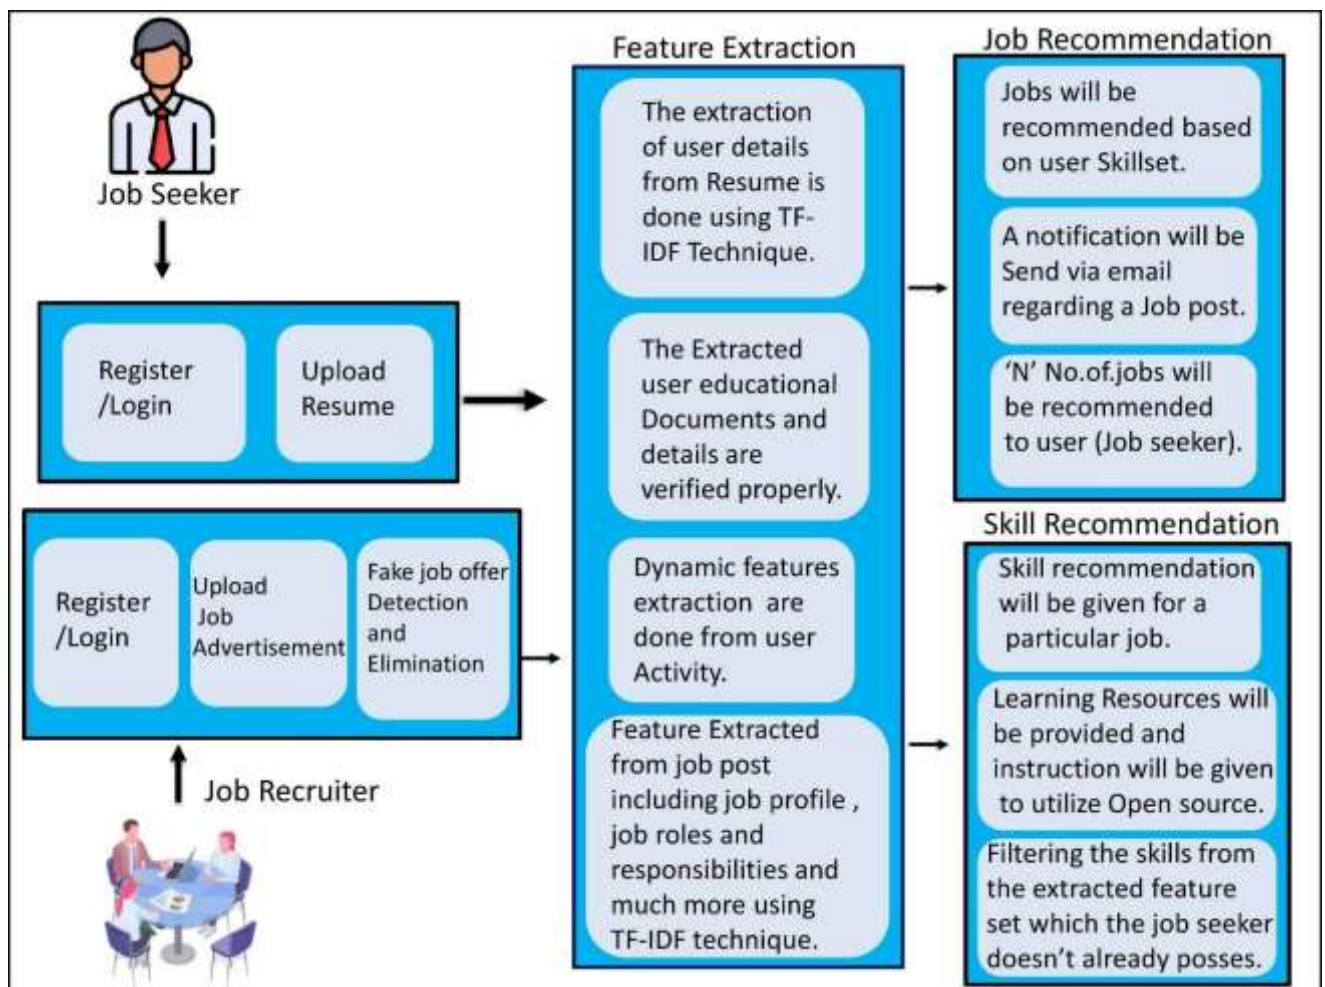 Job Seeker
Register
/Login
Upload
Resume
Register
/Login
Upload
Job
Advertisement
Fake job offer
Detection
and
Elimination
Job Recruiter
Feature Extraction
The extraction
of user details
from Resume is
done using TF-
IDF Technique.
The Extracted
user educational
Documents and
details are
verified properly.
Dynamic features
extraction are
done from user
Activity.
Feature Extracted
from job post
including job profile ,
job roles and
responsibilities and
much more using
TF-IDF technique.
Job Recommendation
Jobs will be
recommended based
on user Skillset.
A notification will be
Send via email
regarding a Job post.
‘N’ No.of.jobs will
be recommended
to user (Job seeker).
Skill Recommendation
Skill recommendation
will be given for a
particular job.
Learning Resources will
be provided and
instruction will be given
to utilize Open source.
Filtering the skills from
the extracted feature
set which the job seeker
doesn’t already posses.